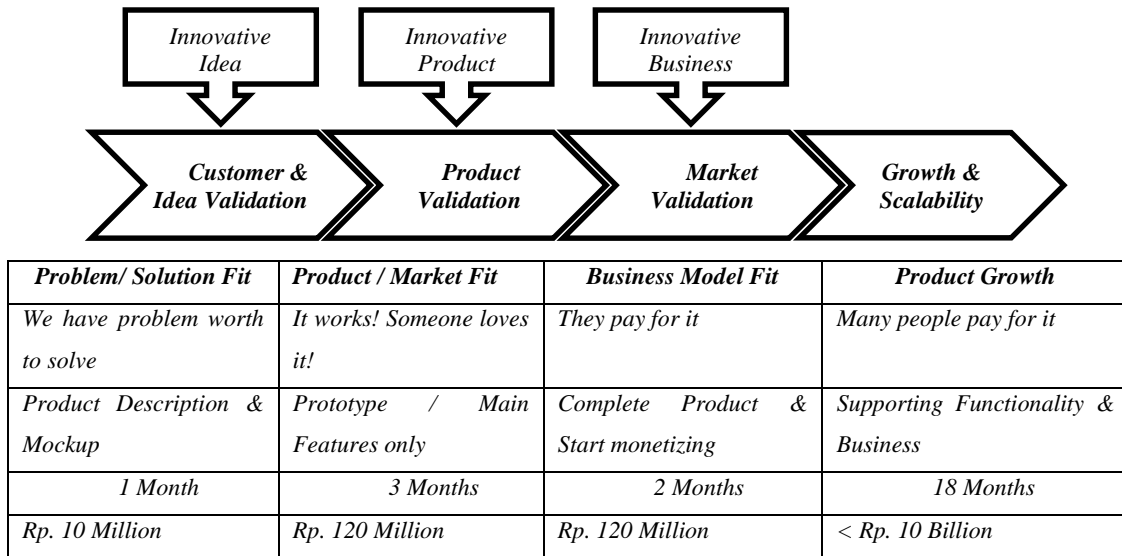 Innovative
Idea
Innovative
Product
Innovative
Business
Customer &
Idea Validation
Product
Validation
Market
Validation
Growth &
Scalability
Problem/ Solution Fit
Product / Market Fit
Business Model Fit
Product Growth
We have problem worth
to solve
It works! Someone loves
it!
They pay for it
Many people pay for it
Product Description &
Mockup
Prototype / Main
Features only
Complete Product &
Start monetizing
Supporting Functionality &
Business
1 Month
3 Months
2 Months
18 Months
Rp. 10 Million
Rp. 120 Million
Rp. 120 Million
< Rp. 10 Billion